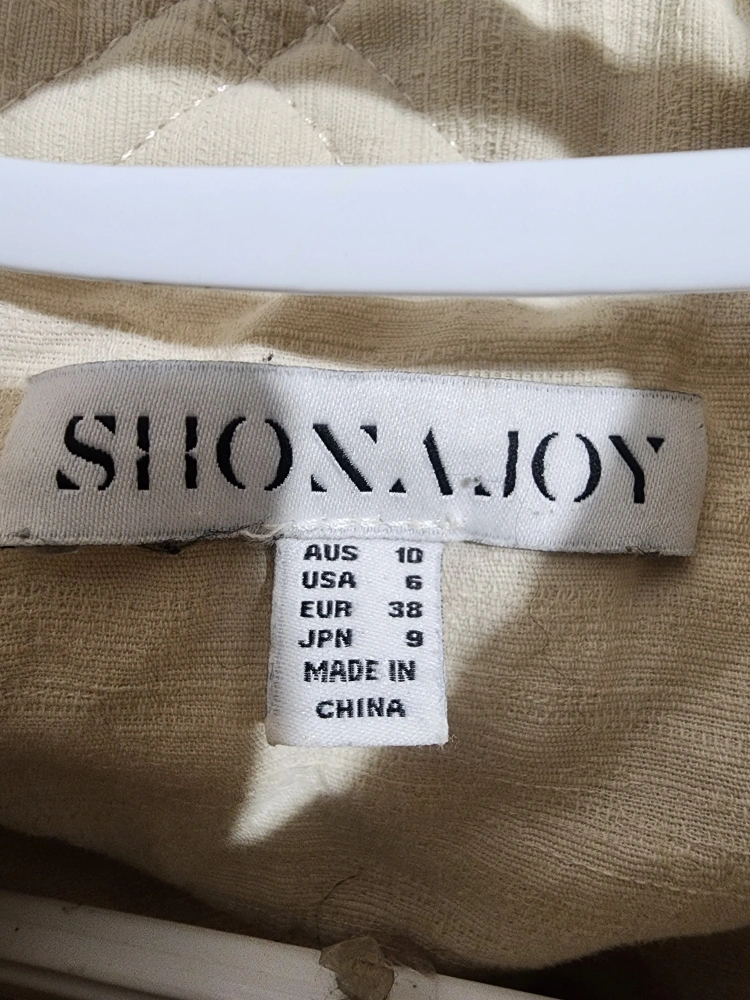 SHONA JOY
AUS 10
USA 6
EUR 38
JPN 9
MADE IN
CHINA